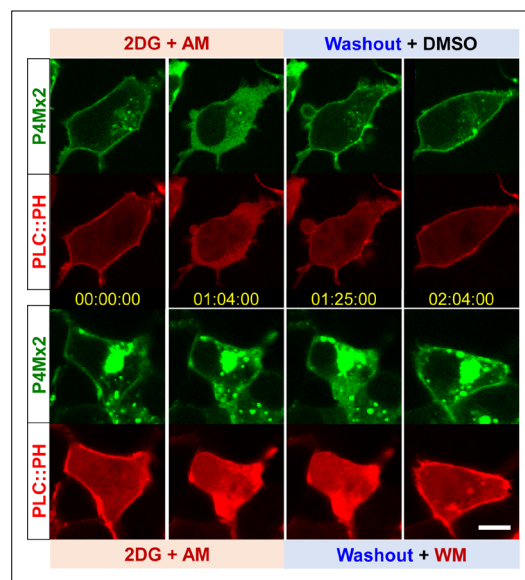 2DG + AM Washout + DMSO
P4Mx2
PLC::PH
00:00:00 01:04:00 01:25:00 02:04:00
P4Mx2
PLC::PH
2DG + AM Washout + WM